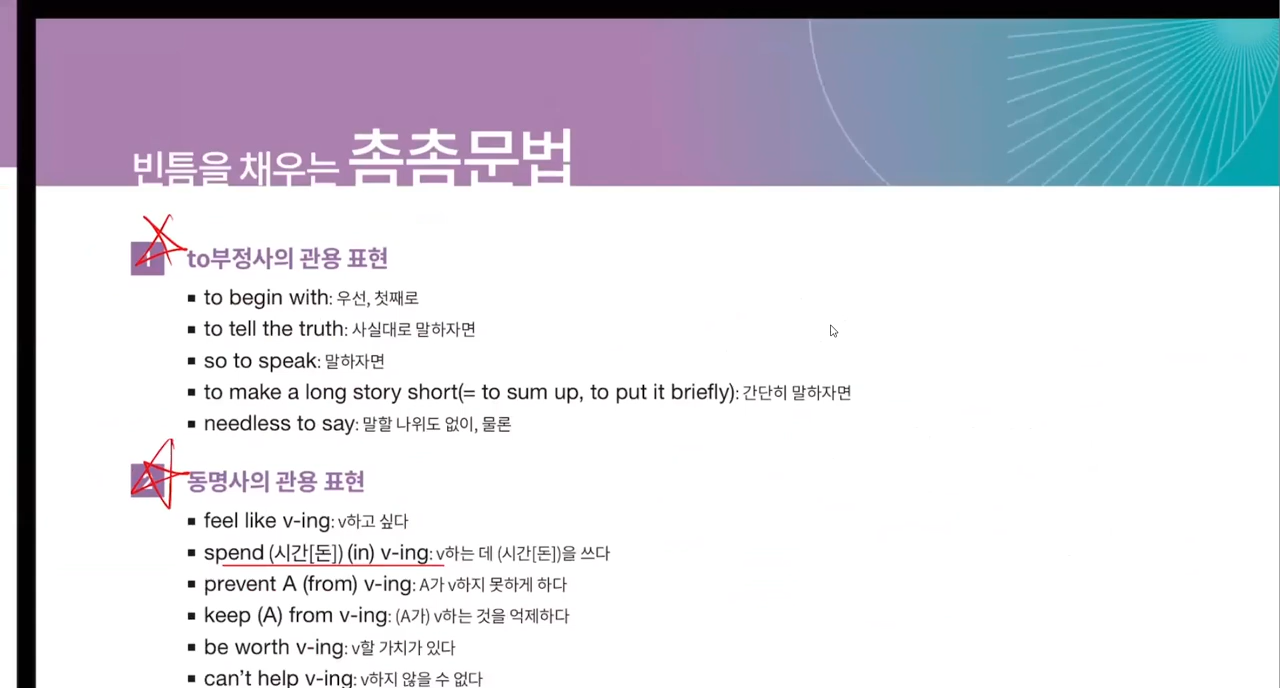 빈틈을 채우는 촘촘문법
1 to부정사의 관용 표현
▪ to begin with: 우선, 첫째로
▪ to tell the truth: 사실대로 말하자면
▪ so to speak: 말하자면
▪ to make a long story short(= to sum up, to put it briefly): 간단히 말하자면
▪ needless to say: 말할 나위도 없이, 물론
2 동명사의 관용 표현
▪ feel like v-ing: v하고 싶다
▪ spend (시간[돈]) (in) v-ing: v하는 데 (시간[돈])을 쓰다
▪ prevent A (from) v-ing: A가 v하지 못하게 하다
▪ keep (A) from v-ing: (A가) v하는 것을 억제하다
▪ be worth v-ing: v할 가치가 있다
▪ can't help v-ing: v하지 않을 수 없다